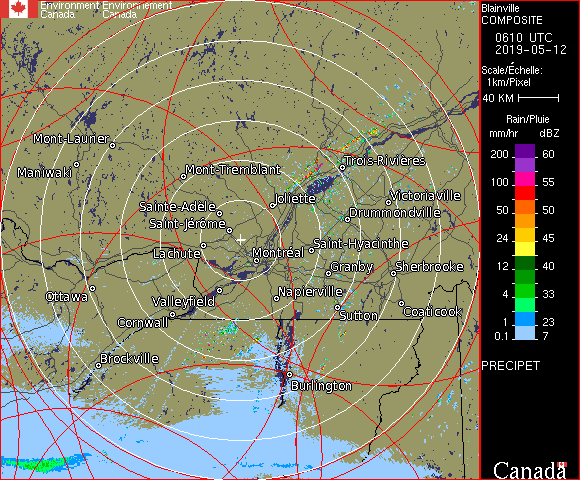 Environment Environnement
Canada Canada
Blainville
COMPOSITE
0610 UTC
2019-05-12
Scale/Échelle:
1km/Pixel
40 KM
Rain/Pluie
mm/hr dBZ
200 60
100 55
50 50
24 45
12 40
4 33
1 23
0.1 7
PRECIPET
Canada
Mont-Laurier
Maniwaki
Mont-Tremblant
Trois-Rivières
Joliette
Victoriaville
Sainte-Adèle
Drummondville
Saint-Jérôme
Saint-Hyacinthe
Lachute
Montréal
Granby
Sherbrooke
Ottawa
Valleyfield
Napierville
Cornwall
Sutton
Coaticook
Brockville
Burlington